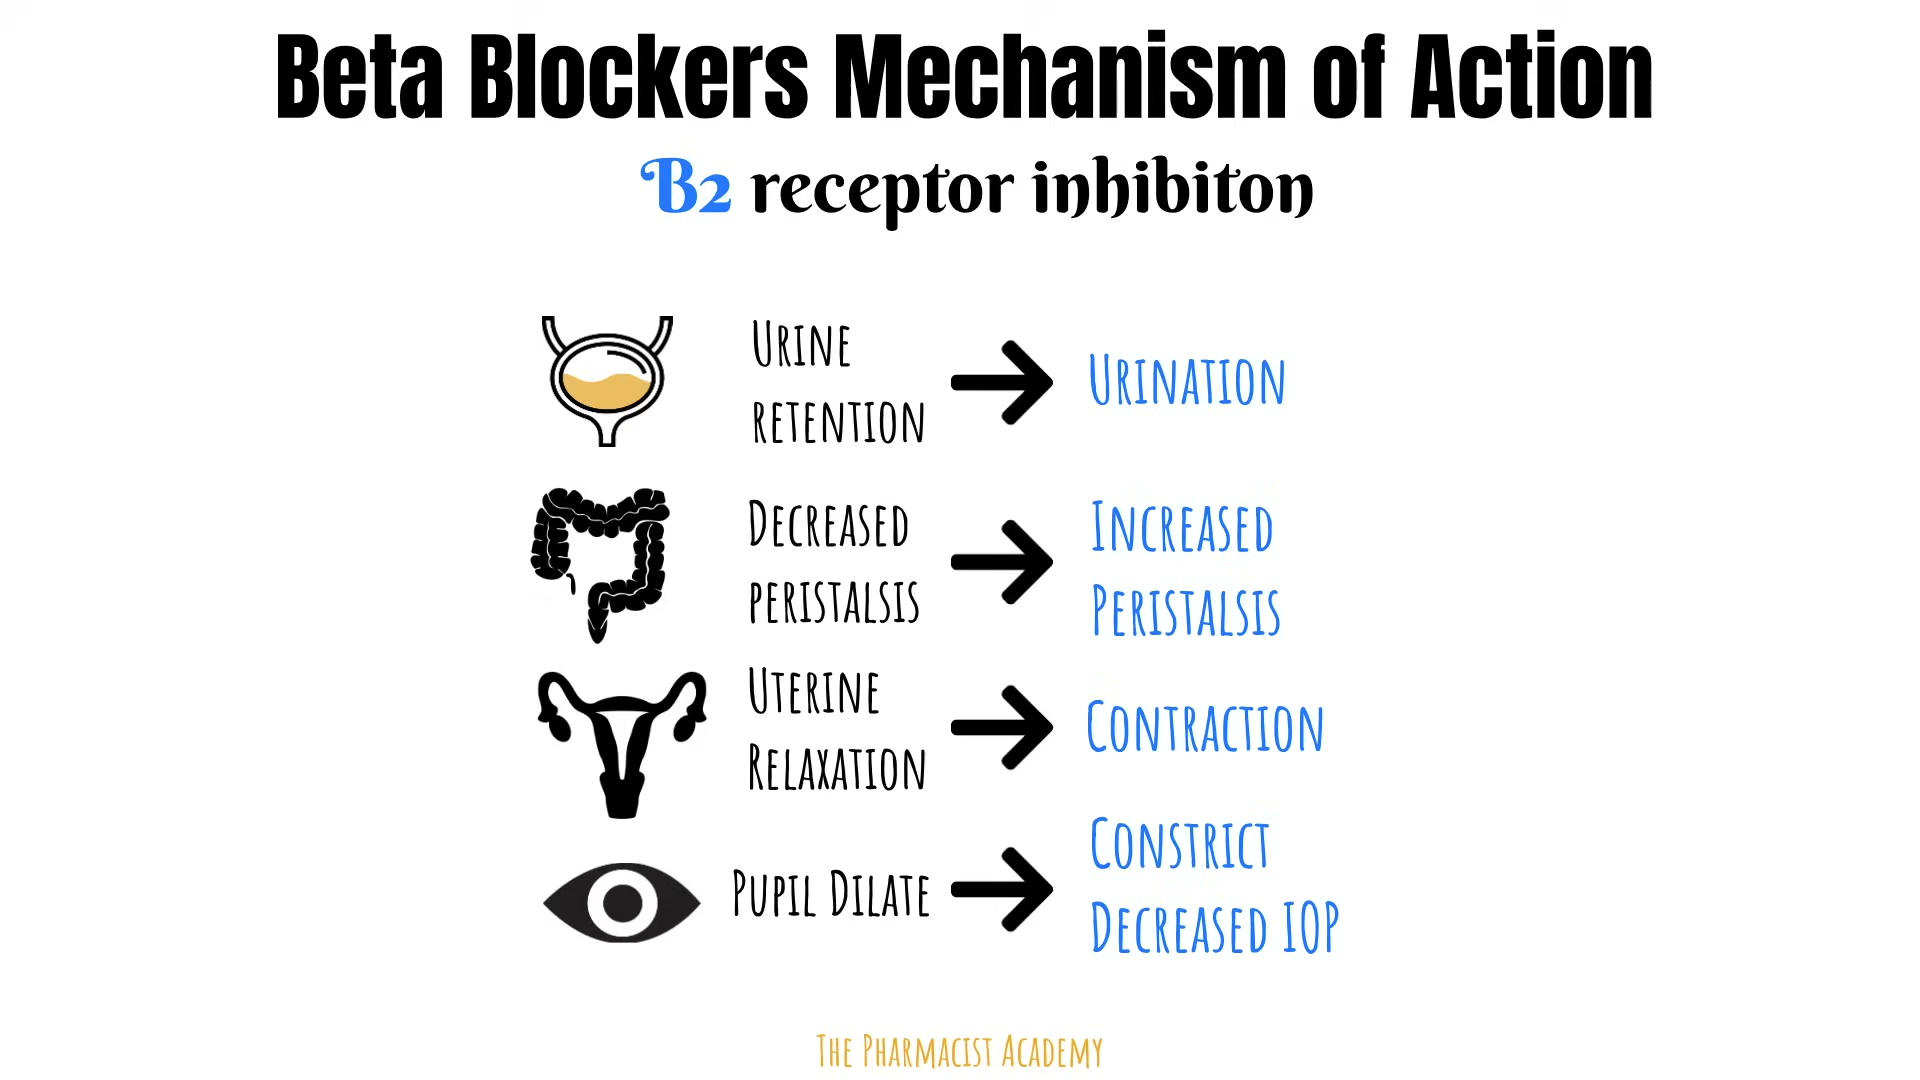 Beta Blockers Mechanism of Action
B2 receptor inhibiton
Urine
retention
Urination
Decreased
peristalsis
Increased
Peristalsis
Uterine
Relaxation
Contraction
Pupil Dilate
Constrict
Decreased IOP
The Pharmacist Academy